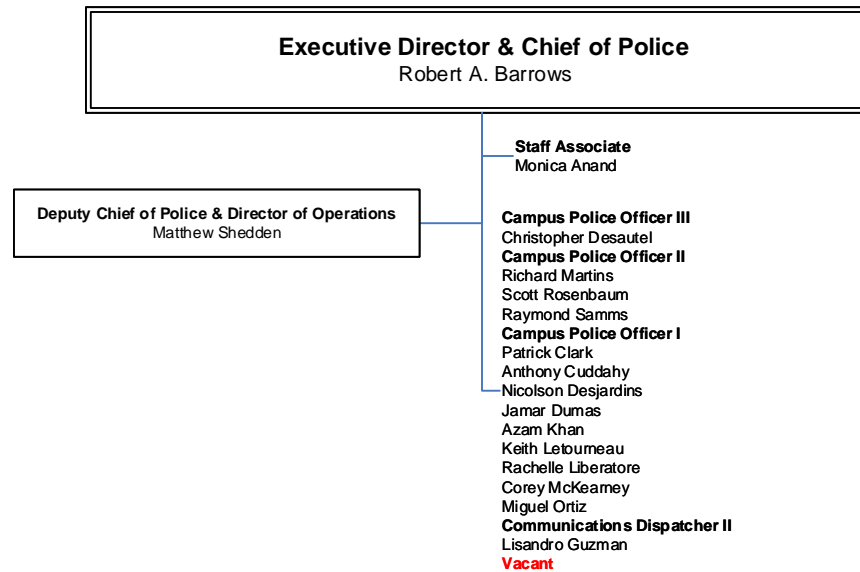 Executive Director & Chief of Police
Robert A. Barrows
Staff Associate
Monica Anand
Deputy Chief of Police & Director of Operations
Matthew Shedden
Campus Police Officer III
Christopher Desautel
Campus Police Officer II
Richard Martins
Scott Rosenbaum
Raymond Samms
Campus Police Officer I
Patrick Clark
Anthony Cuddahy
Nicolson Desjardins
Jamar Dumas
Azam Khan
Keith Letourneau
Rachelle Liberatore
Corey McKearney
Miguel Ortiz
Communications Dispatcher II
Lisandro Guzman
Vacant